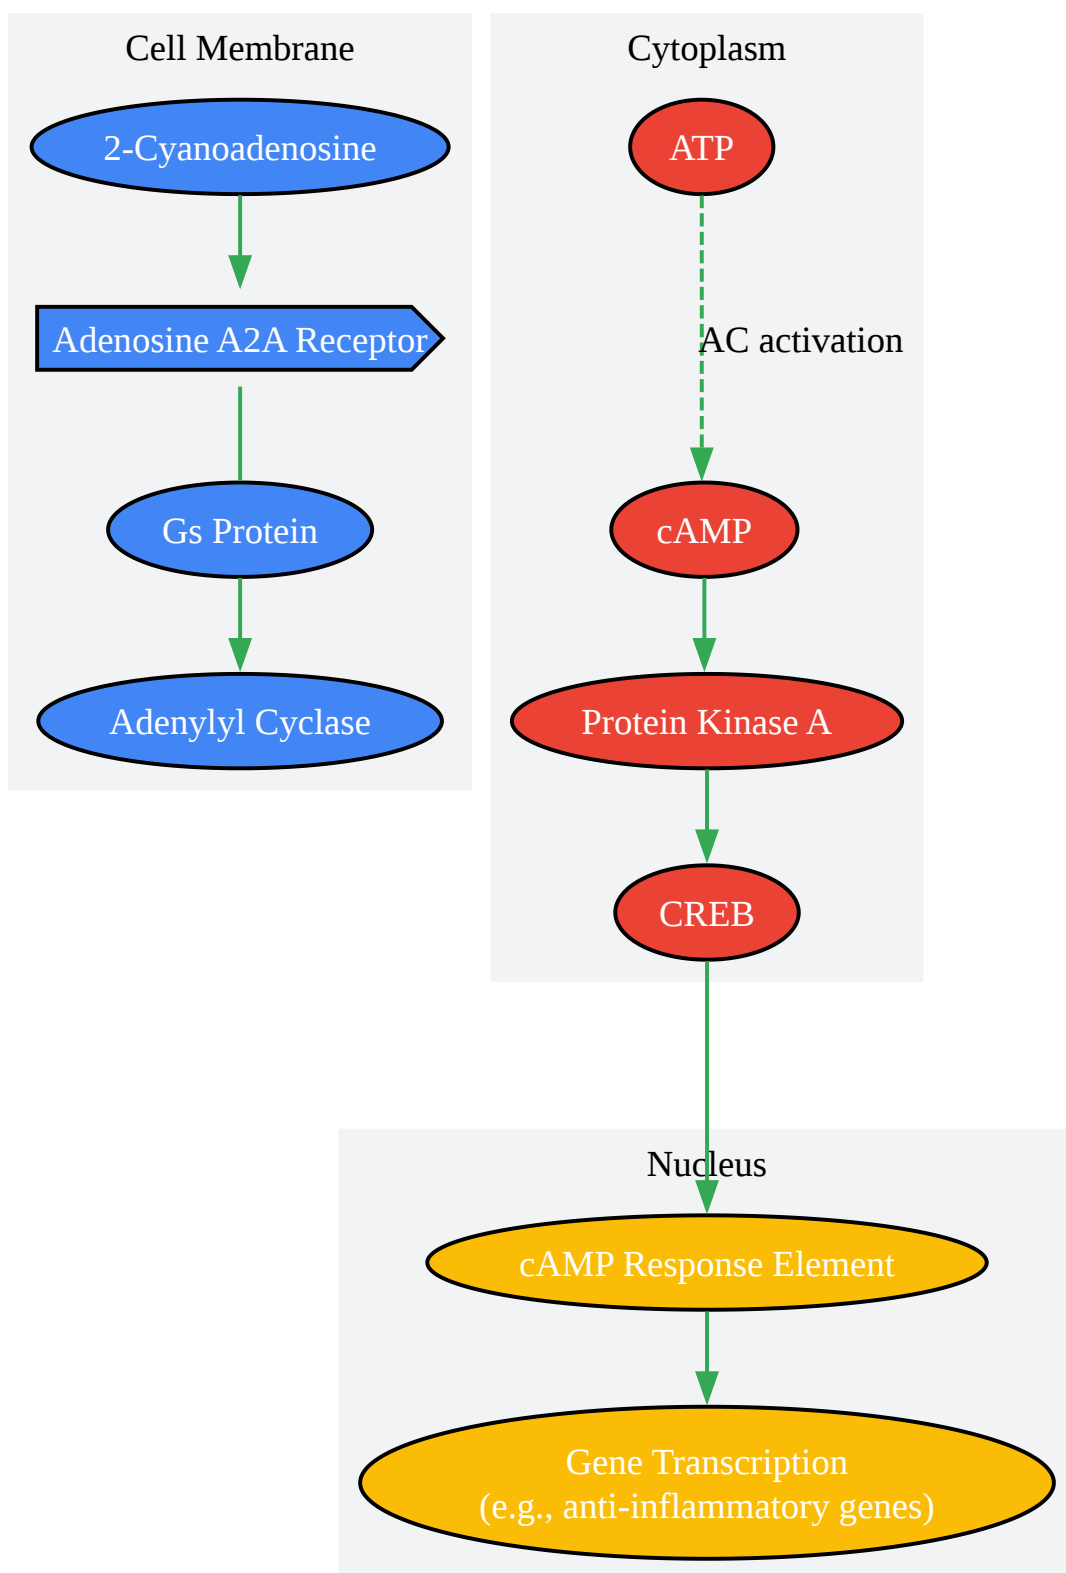 Cell Membrane
2-Cyanoadenosine
Adenosine A2A Receptor
Gs Protein
Adenylyl Cyclase
Cytoplasm
ATP
AC activation
cAMP
Protein Kinase A
CREB
Nucleus
cAMP Response Element
Gene Transcription
(e.g., anti-inflammatory genes)